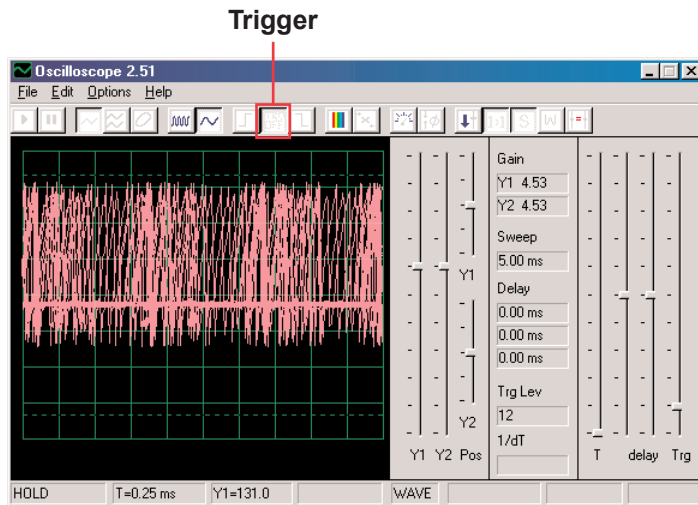 Trigger
Oscilloscope 2.51
File Edit Options Help
Gain
Y1 4.53
Y2 4.53
Sweep
5.00 ms
Delay
0.00 ms
0.00 ms
0.00 ms
Trg Lev
12
1/dT
Y1
Y2
Y1 Y2 Pos
T delay Trg
HOLD T=0.25 ms Y1=131.0 WAVE